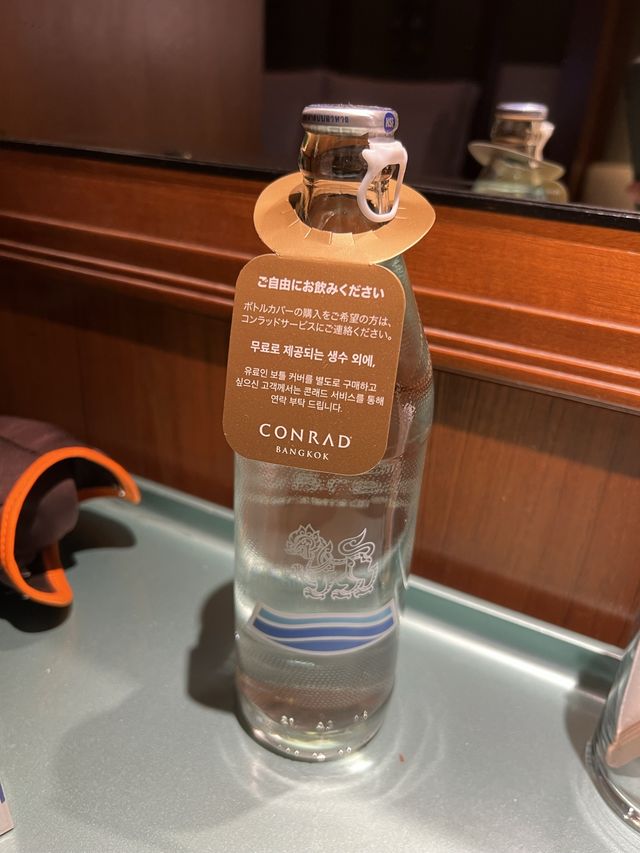 NSF
ご自由にお飲みください
ボトルカバーの購入をご希望の方は、
コンラッドサービスにご連絡ください。
무료로 제공되는 생수 외에,
유료인 보틀 커버를 별도로 구매하고
싶으신 고객께서는 콘래드 서비스를 통해
연락 부탁 드립니다.
CONRAD
BANGKOK